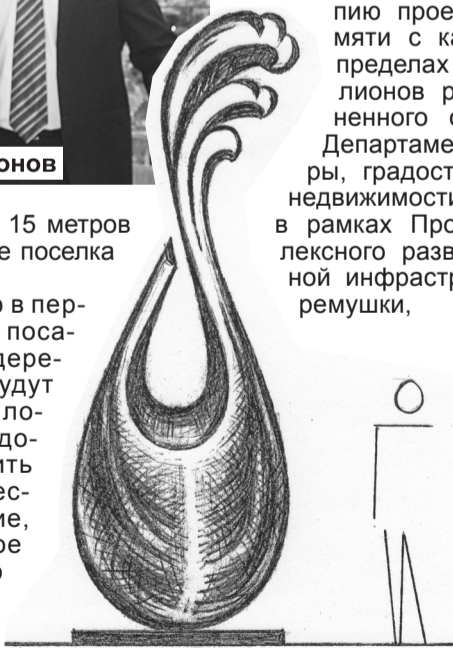 онов
15 метров
е поселка
о в пер-
поса-
дере-
удут
ло-
до-
ить
ес-
ие,
ре
о
пию прое
мяти с ка
пределах
лионов р
ненного с
Департаме
ры, градост
недвижимости
в рамках Про
лексного разв
ной инфрастр
ремушки,